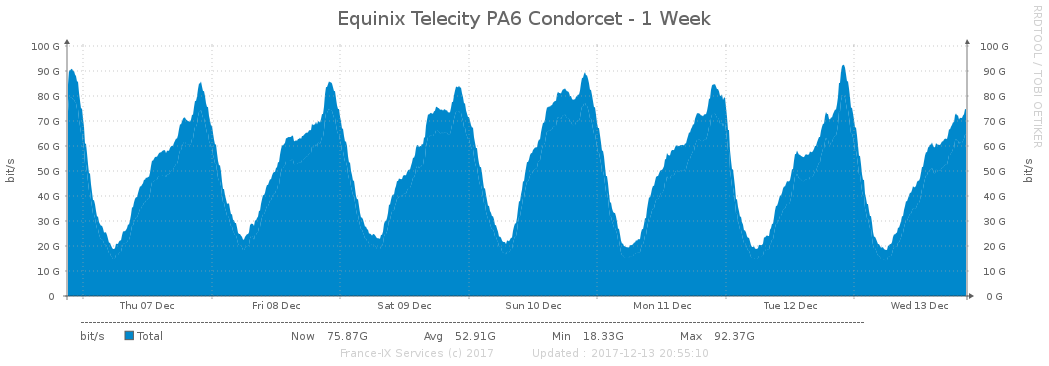 Equinix Telecity PA6 Condorcet - 1 Week
RRDTOOL / TOBI OETIKER
bit/s
100 G 100 G
90 G 90 G
80 G 80 G
70 G 70 G
60 G 60 G
50 G 50 G
40 G 40 G
30 G 30 G
20 G 20 G
10 G 10 G
0 0 G
bit/s
Thu 07 Dec Fri 08 Dec Sat 09 Dec Sun 10 Dec Mon 11 Dec Tue 12 Dec Wed 13 Dec
bit/s Total Now 75.87G Avg 52.91G Min 18.33G Max 92.37G
France-IX Services (c) 2017 Updated : 2017-12-13 20:55:10